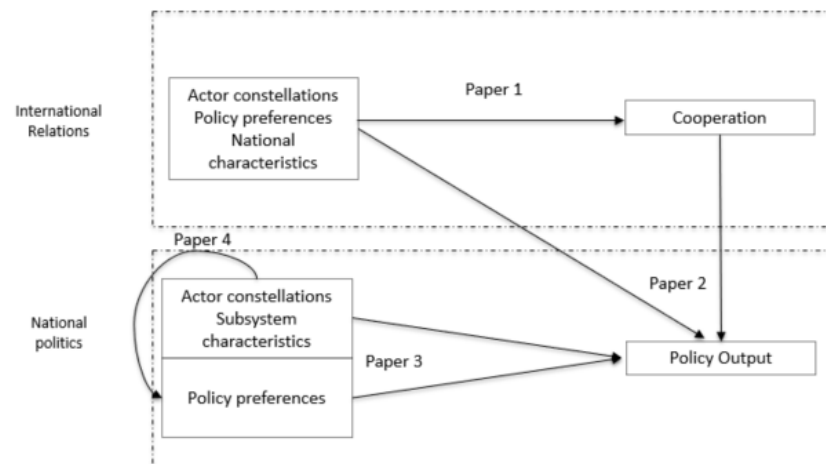 International
Relations
Actor constellations
Policy preferences
National
characteristics
Paper 1
Cooperation
Paper 2
Paper 4
National
politics
Actor constellations
Subsystem
characteristics
Policy preferences
Paper 3
Policy Output